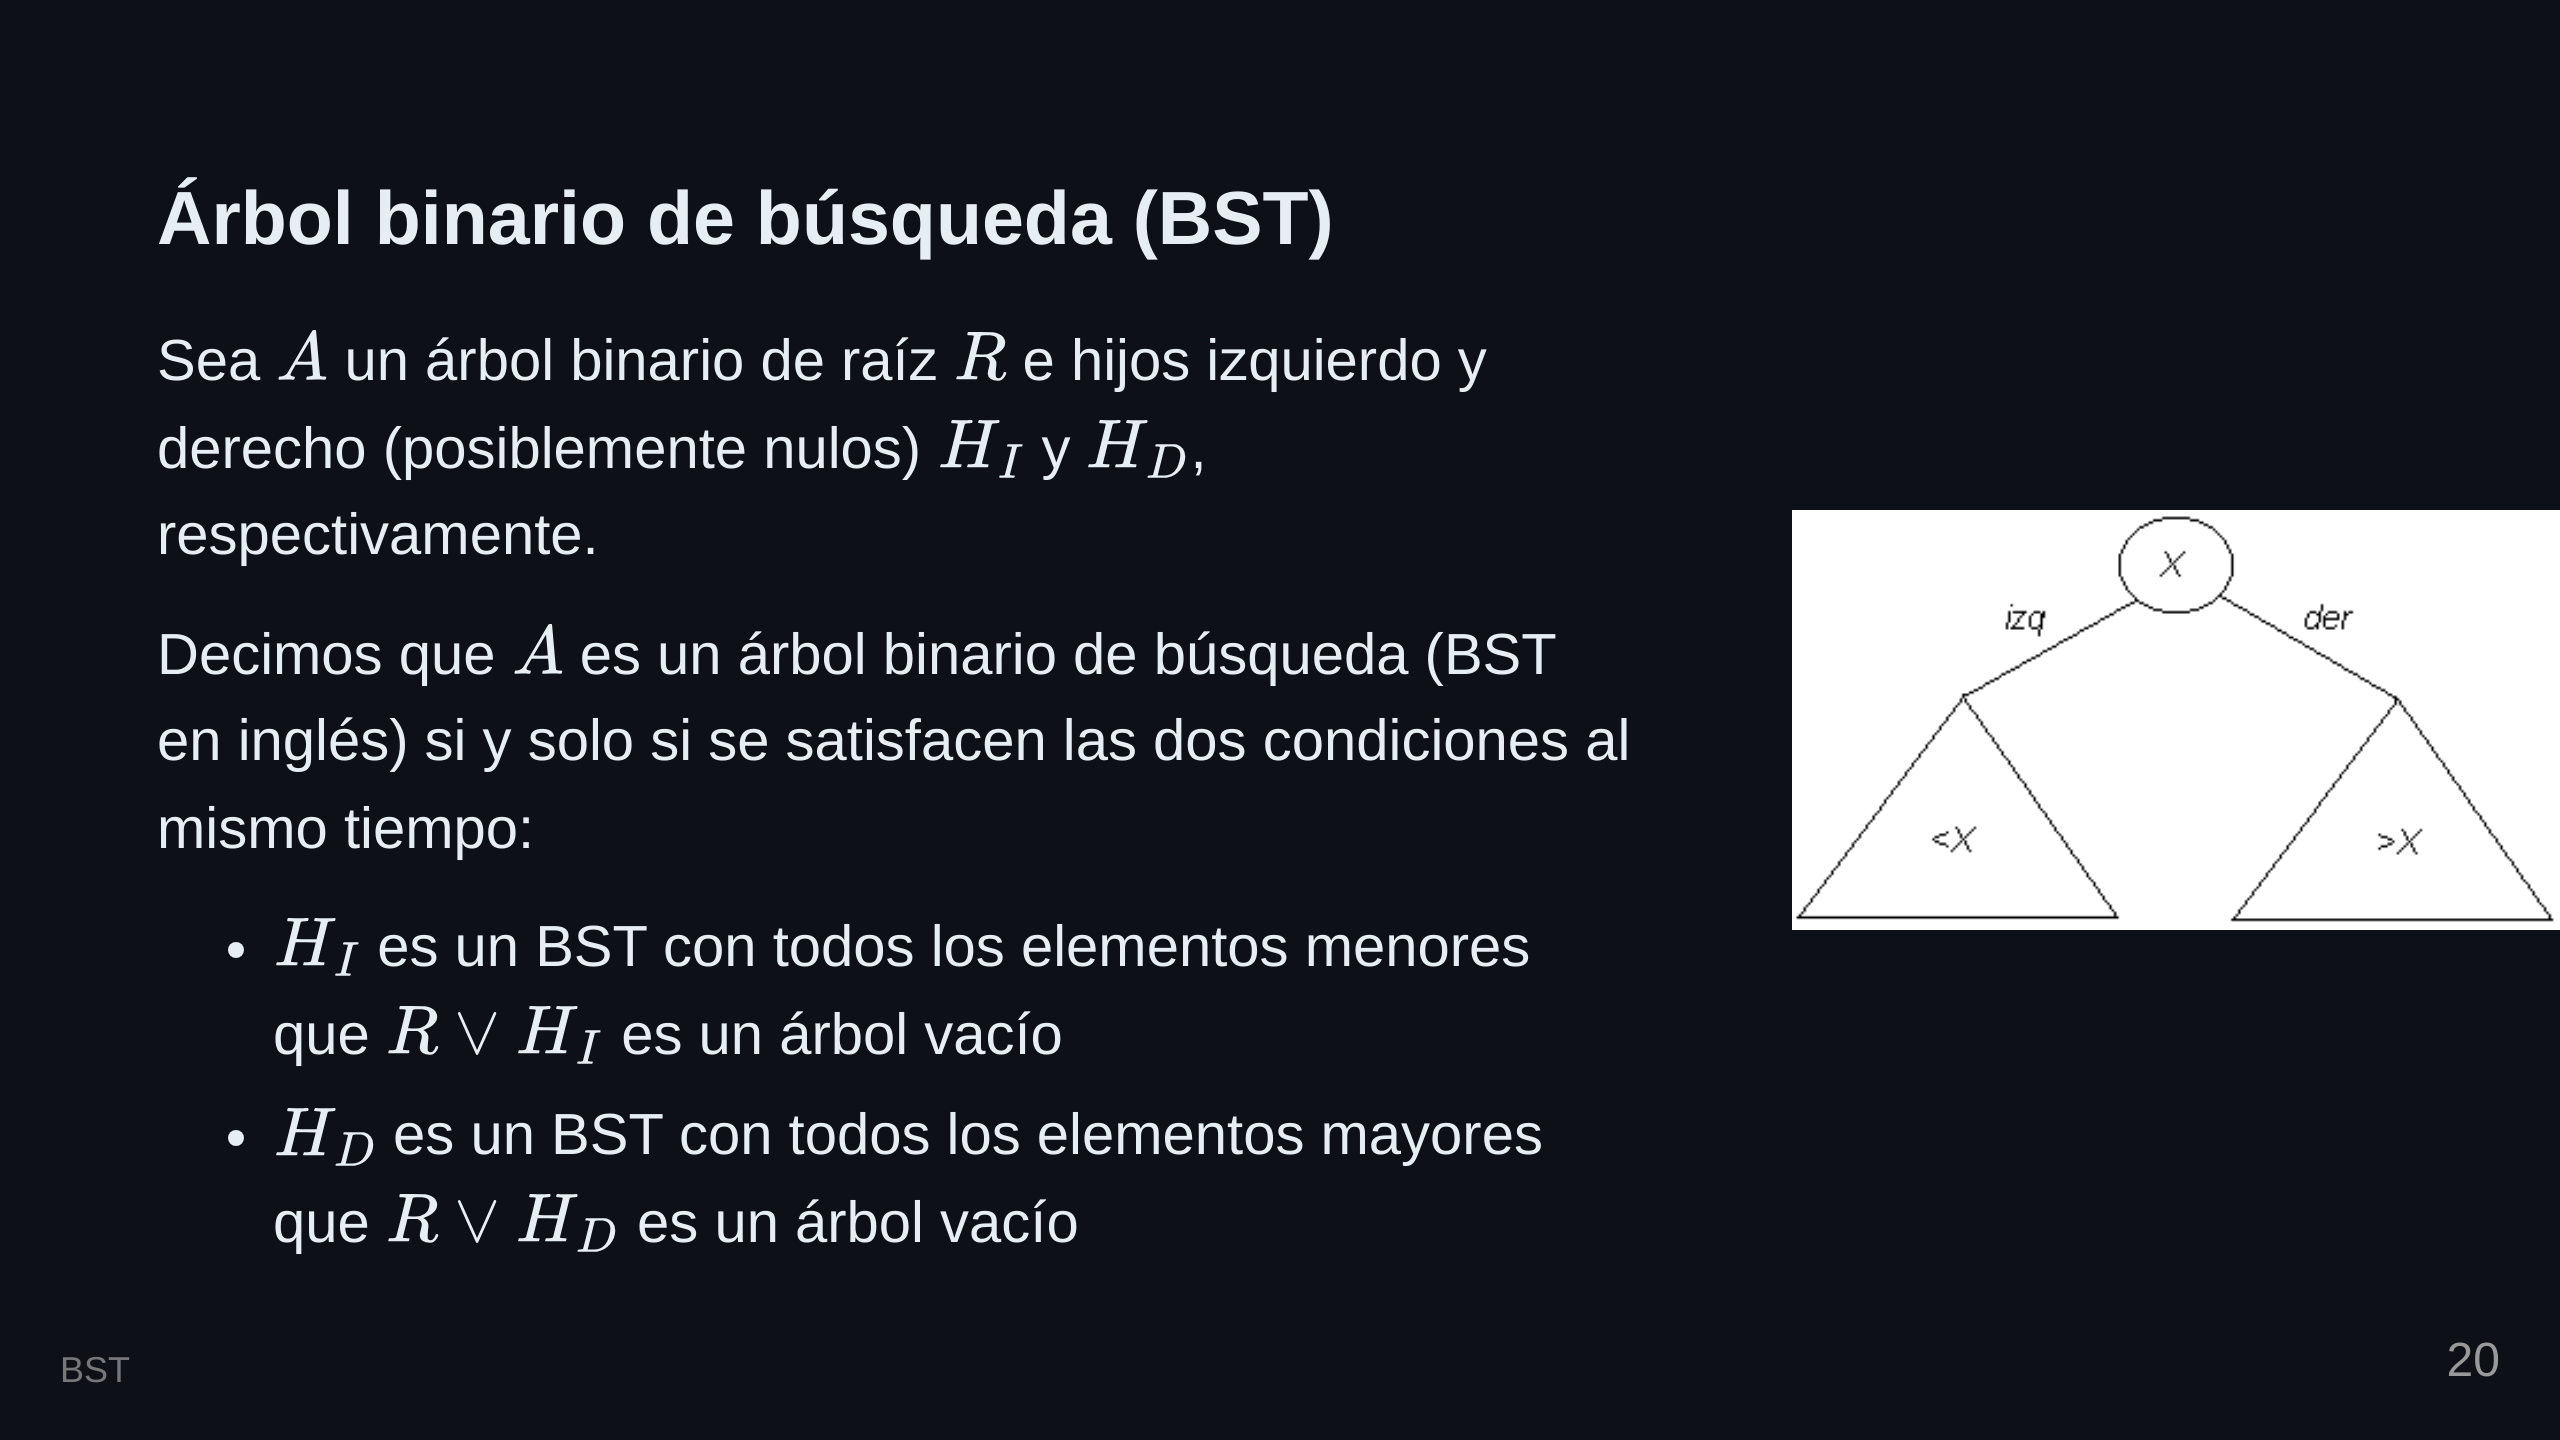 Árbol binario de búsqueda (BST)
Sea A un árbol binario de raíz R e hijos izquierdo y
derecho (posiblemente nulos) H_I y H_D,
respectivamente.
Decimos que A es un árbol binario de búsqueda (BST
en inglés) si y solo si se satisfacen las dos condiciones al
mismo tiempo:
• H_I es un BST con todos los elementos menores
que R ∨ H_I es un árbol vacío
• H_D es un BST con todos los elementos mayores
que R ∨ H_D es un árbol vacío
X
izq
der
<X
>X
BST
20